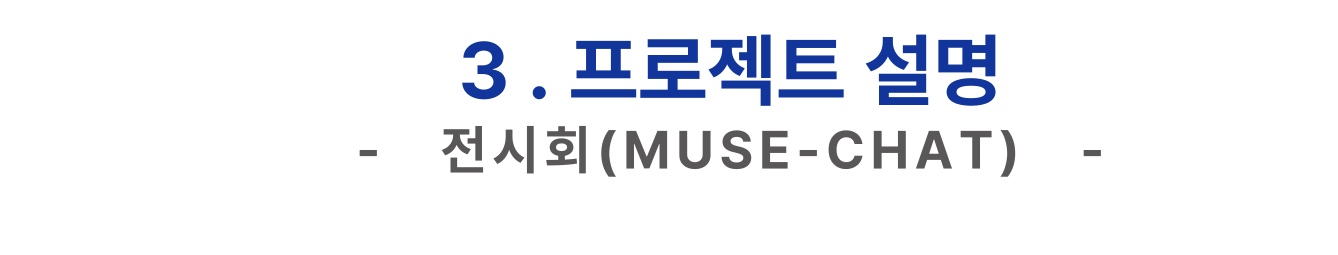 3 . 프로젝트 설명
- 전시회(MUSE-CHAT) -